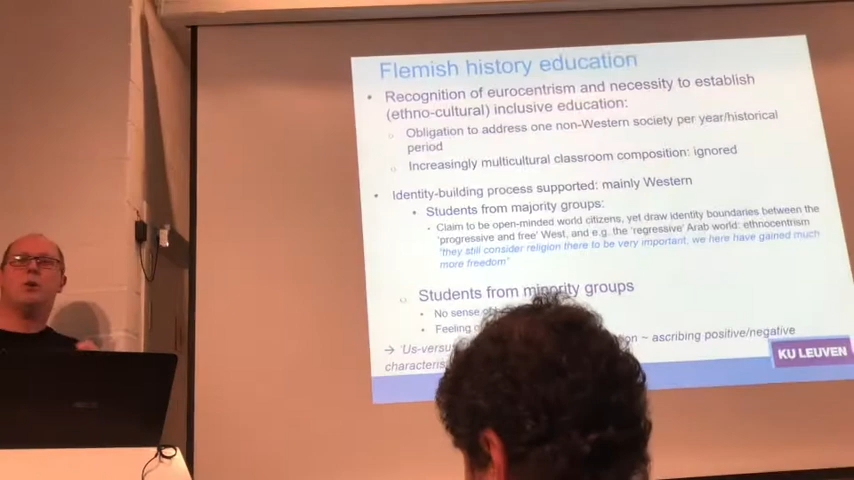 Flemish history education
• Recognition of eurocentrism and necessity to establish
(ethno-cultural) inclusive education:
○ Obligation to address one non-Western society per year/historical
period
○ Increasingly multicultural classroom composition: ignored
• Identity-building process supported: mainly Western
• Students from majority groups:
• Claim to be open-minded world citizens, yet draw identity boundaries between the
'progressive and free' West, and e.g. the 'regressive' Arab world: ethnocentrism
'they still consider religion there to be very important, we here have gained much
more freedom'
○ Students from minority groups
• No sense
• Feeling
→ 'Us-versus ~ ascribing positive/negative
KU LEUVEN